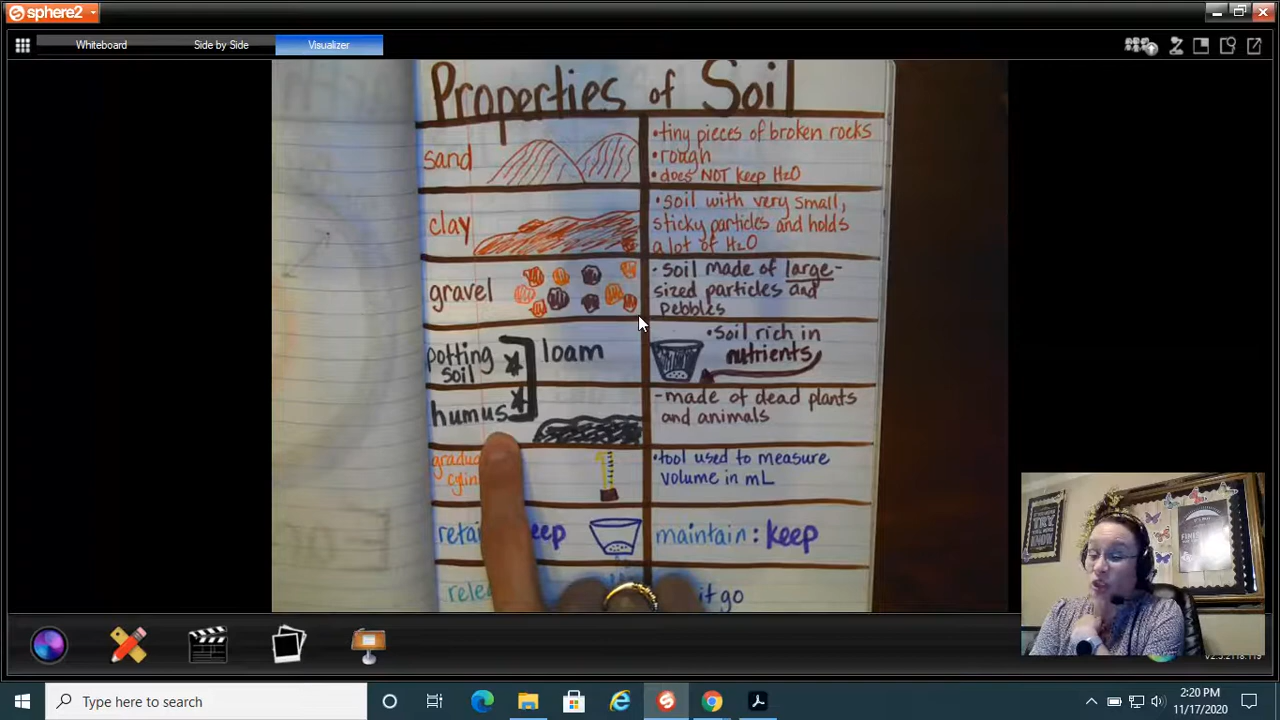 sphere2
Whiteboard
Side by Side
Visualizer
Properties of Soil
sand
•tiny pieces of broken rocks
•rough
•does NOT keep H2O
clay
•soil with very small,
sticky particles and holds
a lot of H2O
gravel
•soil made of large-
sized particles and
pebbles
potting
soil
loam
•soil rich in
nutrients
humus
-made of dead plants
and animals
•tool used to measure
volume in mL
maintain: keep
it go
TRY
KNOW
Type here to search
2:20 PM
11/17/2020